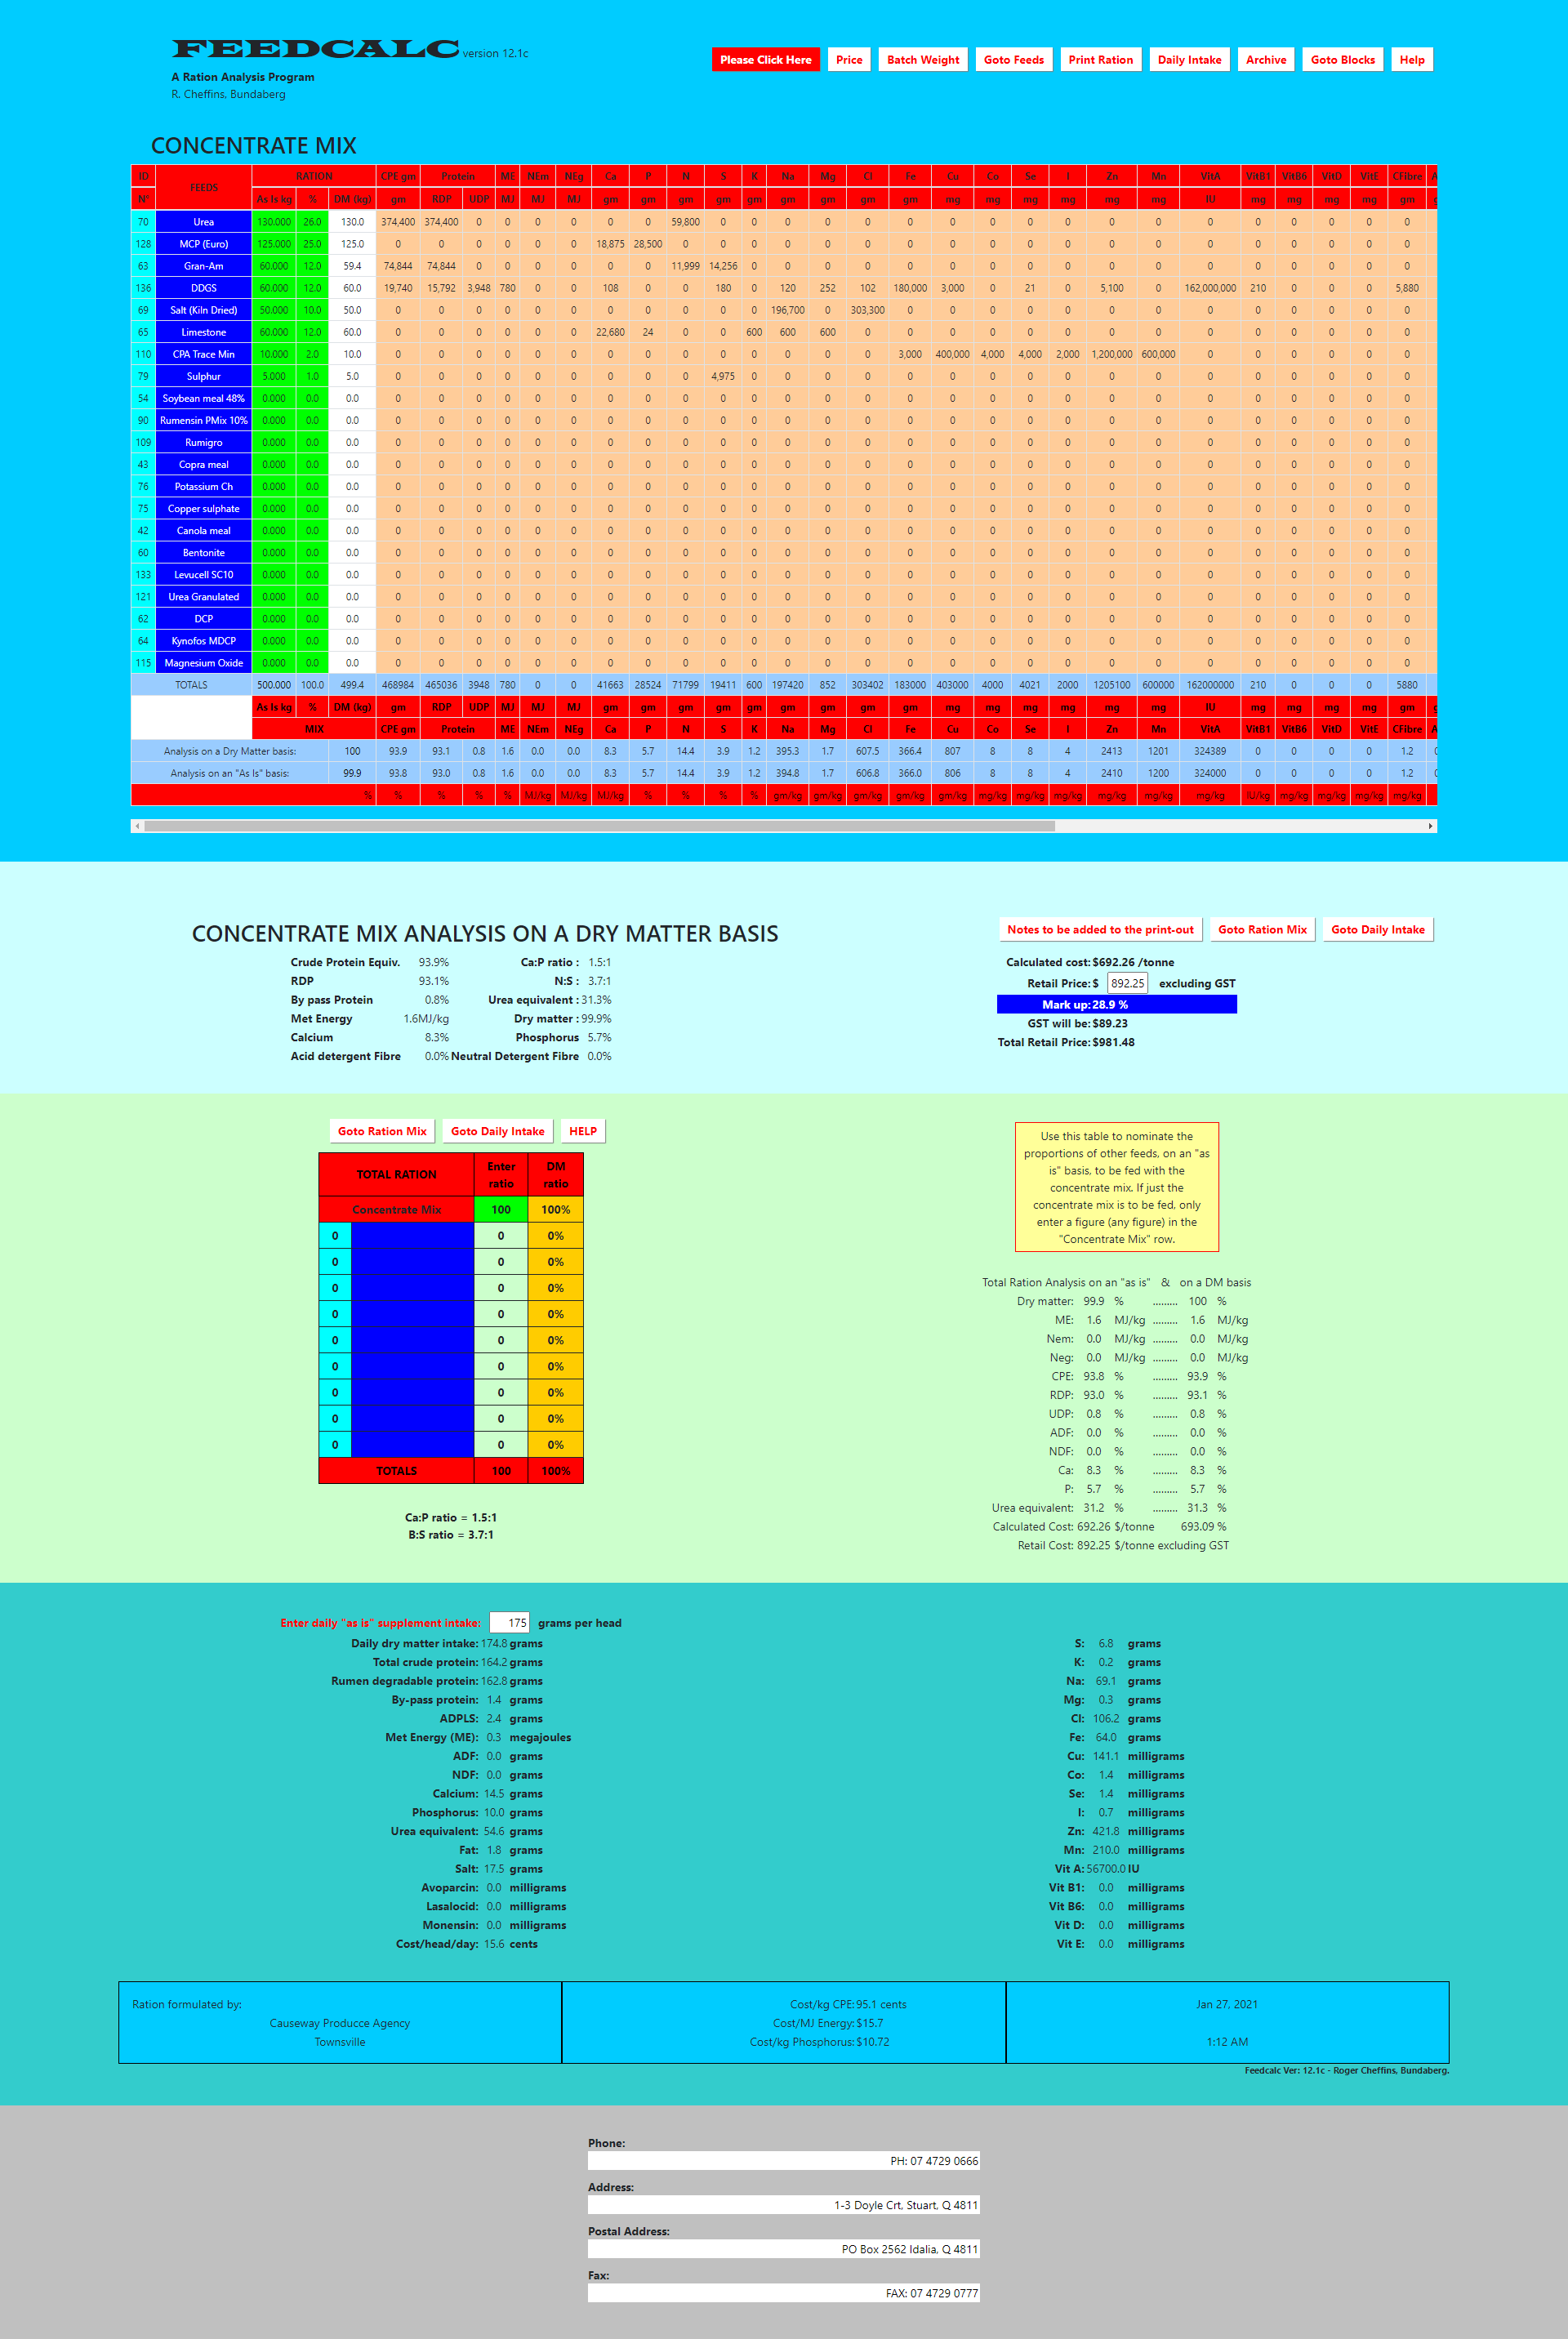 FEEDCALC version 12.1c
A Ration Analysis Program
R. Cheffins, Bundaberg
Please Click Here Price Batch Weight Goto Feeds Print Ration Daily Intake Archive Goto Blocks Help
CONCENTRATE MIX
ID FEEDS RATION CPE gm Protein ME NEm NEg Ca P N S K Na Mg Cl Fe Cu Co Se I Zn Mn VitA VitB1 VitB6 VitD VitE CFibre A
N° As Is kg % DM (kg) gm RDP UDP MJ MJ MJ gm gm gm gm gm gm gm gm gm mg mg mg mg mg mg IU mg mg mg mg gm g
70 Urea 130.000 26.0 130.0 374,400 374,400 0 0 0 0 0 0 59,800 0 0 0 0 0 0 0 0 0 0 0 0 0 0 0 0 0 0
128 MCP (Euro) 125.000 25.0 125.0 0 0 0 0 0 0 18,875 28,500 0 0 0 0 0 0 0 0 0 0 0 0 0 0 0 0 0 0 0
63 Gran-Am 60.000 12.0 59.4 74,844 74,844 0 0 0 0 0 0 11,999 14,256 0 0 0 0 0 0 0 0 0 0 0 0 0 0 0 0 0
136 DDGS 60.000 12.0 60.0 19,740 15,792 3,948 780 0 0 108 0 0 180 0 120 252 102 180,000 3,000 0 21 0 5,100 0 162,000,000 210 0 0 0 5,880
69 Salt (Kiln Dried) 50.000 10.0 50.0 0 0 0 0 0 0 0 0 0 0 0 196,700 0 303,300 0 0 0 0 0 0 0 0 0 0 0 0 0
65 Limestone 60.000 12.0 60.0 0 0 0 0 0 0 22,680 24 0 0 600 600 600 0 0 0 0 0 0 0 0 0 0 0 0 0 0
110 CPA Trace Min 10.000 2.0 10.0 0 0 0 0 0 0 0 0 0 0 0 0 0 0 3,000 400,000 4,000 4,000 2,000 1,200,000 600,000 0 0 0 0 0 0
79 Sulphur 5.000 1.0 5.0 0 0 0 0 0 0 0 0 0 4,975 0 0 0 0 0 0 0 0 0 0 0 0 0 0 0 0 0
54 Soybean meal 48% 0.000 0.0 0.0 0 0 0 0 0 0 0 0 0 0 0 0 0 0 0 0 0 0 0 0 0 0 0 0 0 0 0
90 Rumensin PMix 10% 0.000 0.0 0.0 0 0 0 0 0 0 0 0 0 0 0 0 0 0 0 0 0 0 0 0 0 0 0 0 0 0 0
109 Rumigro 0.000 0.0 0.0 0 0 0 0 0 0 0 0 0 0 0 0 0 0 0 0 0 0 0 0 0 0 0 0 0 0 0
43 Copra meal 0.000 0.0 0.0 0 0 0 0 0 0 0 0 0 0 0 0 0 0 0 0 0 0 0 0 0 0 0 0 0 0 0
76 Potassium Ch 0.000 0.0 0.0 0 0 0 0 0 0 0 0 0 0 0 0 0 0 0 0 0 0 0 0 0 0 0 0 0 0 0
75 Copper sulphate 0.000 0.0 0.0 0 0 0 0 0 0 0 0 0 0 0 0 0 0 0 0 0 0 0 0 0 0 0 0 0 0 0
42 Canola meal 0.000 0.0 0.0 0 0 0 0 0 0 0 0 0 0 0 0 0 0 0 0 0 0 0 0 0 0 0 0 0 0 0
60 Bentonite 0.000 0.0 0.0 0 0 0 0 0 0 0 0 0 0 0 0 0 0 0 0 0 0 0 0 0 0 0 0 0 0 0
133 Levucell SC10 0.000 0.0 0.0 0 0 0 0 0 0 0 0 0 0 0 0 0 0 0 0 0 0 0 0 0 0 0 0 0 0 0
121 Urea Granulated 0.000 0.0 0.0 0 0 0 0 0 0 0 0 0 0 0 0 0 0 0 0 0 0 0 0 0 0 0 0 0 0 0
62 DCP 0.000 0.0 0.0 0 0 0 0 0 0 0 0 0 0 0 0 0 0 0 0 0 0 0 0 0 0 0 0 0 0 0
64 Kynofos MDCP 0.000 0.0 0.0 0 0 0 0 0 0 0 0 0 0 0 0 0 0 0 0 0 0 0 0 0 0 0 0 0 0 0
115 Magnesium Oxide 0.000 0.0 0.0 0 0 0 0 0 0 0 0 0 0 0 0 0 0 0 0 0 0 0 0 0 0 0 0 0 0 0
TOTALS 500.000 100.0 499.4 468984 465036 3948 780 0 0 41663 28524 71799 19411 600 197420 852 303402 183000 403000 4000 4021 2000 1205100 600000 162000000 210 0 0 0 5880
As Is kg % DM (kg) gm RDP UDP MJ MJ MJ gm gm gm gm gm gm gm gm gm mg mg mg mg mg mg IU mg mg mg mg gm g
MIX CPE gm Protein ME NEm NEg Ca P N S K Na Mg Cl Fe Cu Co Se I Zn Mn VitA VitB1 VitB6 VitD VitE CFibre A
Analysis on a Dry Matter basis: 100 93.9 93.1 0.8 1.6 0.0 0.0 8.3 5.7 14.4 3.9 1.2 395.3 1.7 607.5 366.4 807 8 8 4 2413 1201 324389 0 0 0 0 1.2
Analysis on an "As Is" basis: 99.9 93.8 93.0 0.8 1.6 0.0 0.0 8.3 5.7 14.4 3.9 1.2 394.8 1.7 606.8 366.0 806 8 8 4 2410 1200 324000 0 0 0 0 1.2
% % % % % MJ/kg MJ/kg MJ/kg % % % % gm/kg gm/kg gm/kg gm/kg mg/kg mg/kg mg/kg mg/kg mg/kg mg/kg mg/kg IU/kg mg/kg mg/kg mg/kg mg/kg
CONCENTRATE MIX ANALYSIS ON A DRY MATTER BASIS
Notes to be added to the print-out Goto Ration Mix Goto Daily Intake
Crude Protein Equiv. 93.9% Ca:P ratio : 1.5:1
RDP 93.1% N:S : 3.7:1
By pass Protein 0.8% Urea equivalent : 31.3%
Met Energy 1.6MJ/kg Dry matter : 99.9%
Calcium 8.3% Phosphorus 5.7%
Acid detergent Fibre 0.0% Neutral Detergent Fibre 0.0%
Calculated cost: $692.26 /tonne
Retail Price: $ 892.25 excluding GST
Mark up: 28.9 %
GST will be: $89.23
Total Retail Price: $981.48
Goto Ration Mix Goto Daily Intake HELP
TOTAL RATION Enter ratio DM ratio
Concentrate Mix 100 100%
0 0 0%
0 0 0%
0 0 0%
0 0 0%
0 0 0%
0 0 0%
0 0 0%
0 0 0%
0 0 0%
TOTALS 100 100%
Ca:P ratio = 1.5:1
B:S ratio = 3.7:1
Use this table to nominate the
proportions of other feeds, on an "as
is" basis, to be fed with the
concentrate mix. If just the
concentrate mix is to be fed, only
enter a figure (any figure) in the
"Concentrate Mix" row.
Total Ration Analysis on an "as is" & on a DM basis
Dry matter: 99.9 % ......... 100 %
ME: 1.6 MJ/kg ......... 1.6 MJ/kg
Nem: 0.0 MJ/kg ......... 0.0 MJ/kg
Neg: 0.0 MJ/kg ......... 0.0 MJ/kg
CPE: 93.8 % ......... 93.9 %
RDP: 93.0 % ......... 93.1 %
UDP: 0.8 % ......... 0.8 %
ADF: 0.0 % ......... 0.0 %
NDF: 0.0 % ......... 0.0 %
Ca: 8.3 % ......... 8.3 %
P: 5.7 % ......... 5.7 %
Urea equivalent: 31.2 % ......... 31.3 %
Calculated Cost: 692.26 $/tonne 693.09 %
Retail Cost: 892.25 $/tonne excluding GST
Enter daily "as is" supplement intake: 175 grams per head
Daily dry matter intake: 174.8 grams
Total crude protein: 164.2 grams
Rumen degradable protein: 162.8 grams
By-pass protein: 1.4 grams
ADPLS: 2.4 grams
Met Energy (ME): 0.3 megajoules
ADF: 0.0 grams
NDF: 0.0 grams
Calcium: 14.5 grams
Phosphorus: 10.0 grams
Urea equivalent: 54.6 grams
Fat: 1.8 grams
Salt: 17.5 grams
Avoparcin: 0.0 milligrams
Lasalocid: 0.0 milligrams
Monensin: 0.0 milligrams
Cost/head/day: 15.6 cents
S: 6.8 grams
K: 0.2 grams
Na: 69.1 grams
Mg: 0.3 grams
Cl: 106.2 grams
Fe: 64.0 grams
Cu: 141.1 milligrams
Co: 1.4 milligrams
Se: 1.4 milligrams
I: 0.7 milligrams
Zn: 421.8 milligrams
Mn: 210.0 milligrams
Vit A: 56700.0 IU
Vit B1: 0.0 milligrams
Vit B6: 0.0 milligrams
Vit D: 0.0 milligrams
Vit E: 0.0 milligrams
Ration formulated by:
Causeway Producce Agency
Townsville
Cost/kg CPE: 95.1 cents
Cost/MJ Energy: $15.7
Cost/kg Phosphorus: $10.72
Jan 27, 2021
1:12 AM
Feedcalc Ver: 12.1c - Roger Cheffins, Bundaberg.
Phone:
PH: 07 4729 0666
Address:
1-3 Doyle Crt, Stuart, Q 4811
Postal Address:
PO Box 2562 Idalia, Q 4811
Fax:
FAX: 07 4729 0777